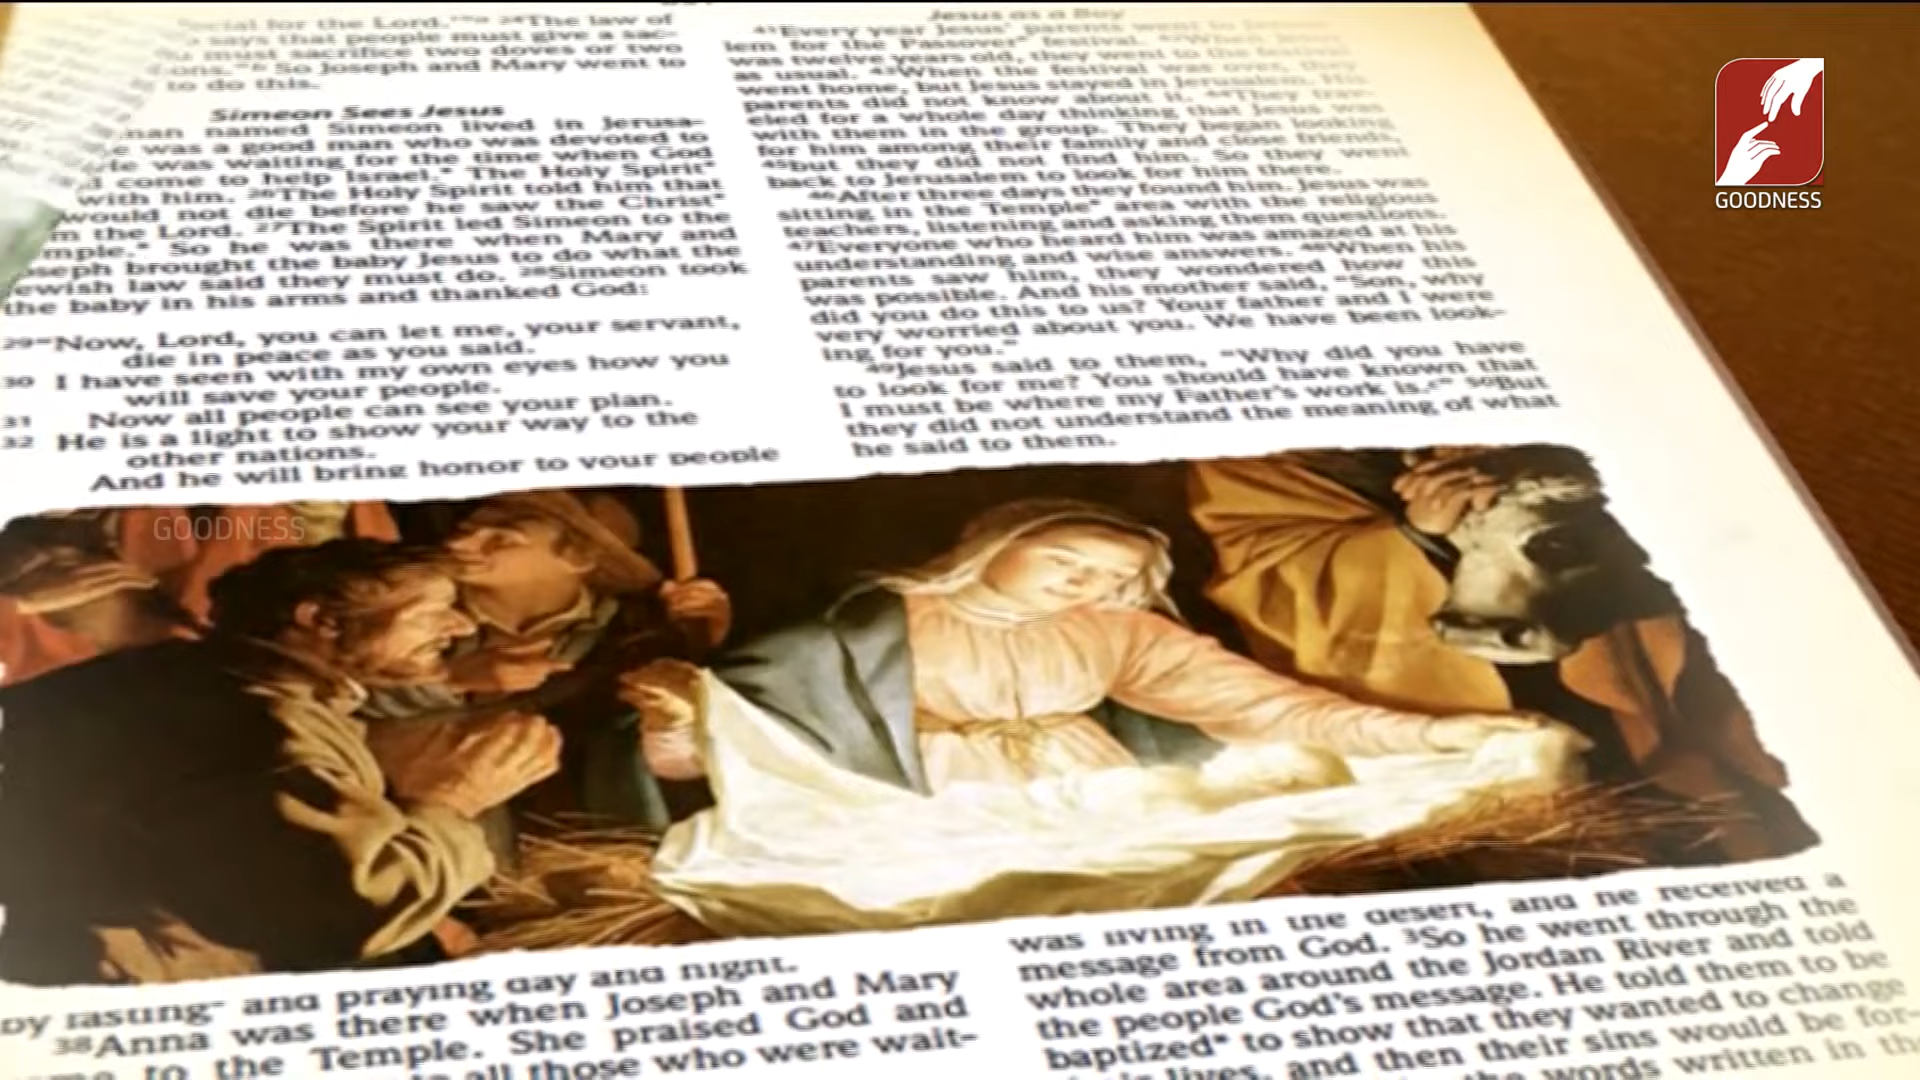 ecial for the Lord.'" 24The law of
says that people must give a sac-
must sacrifice two doves or two
ons." So Joseph and Mary went to
to do this.
Simeon Sees Jesus
man named Simeon lived in Jerusa-
e was a good man who was devoted to
He was waiting for the time when God
d come to help Israel.* The Holy Spirit*
with him. 26The Holy Spirit told him that
would not die before he saw the Christ*
m the Lord. 27The Spirit led Simeon to the
mple.* So he was there when Mary and
oseph brought the baby Jesus to do what the
ewish law said they must do. 28Simeon took
the baby in his arms and thanked God:
29"Now, Lord, you can let me, your servant,
die in peace as you said.
30 I have seen with my own eyes how you
will save your people.
31 Now all people can see your plan.
32 He is a light to show your way to the
other nations.
And he will bring honor to your people
by fasting* and praying day and night.
38Anna was there when Joseph and Mary
to the Temple. She praised God and
to all those who were wait-
Jesus as a Boy
41Every year Jesus' parents went to Jerusa-
lem for the Passover* festival. 42When Jesus
was twelve years old, they went to the festival
as usual. 43When the festival was over, they
went home, but Jesus stayed in Jerusalem. His
parents did not know about it. 44They trav-
eled for a whole day thinking that Jesus was
with them in the group. They began looking
for him among their family and close friends,
45but they did not find him. So they went
back to Jerusalem to look for him there.
46After three days they found him. Jesus was
sitting in the Temple* area with the religious
teachers, listening and asking them questions.
47Everyone who heard him was amazed at his
understanding and wise answers. 48When his
parents saw him, they wondered how this
was possible. And his mother said, "Son, why
did you do this to us? Your father and I were
very worried about you. We have been look-
ing for you."
49Jesus said to them, "Why did you have
to look for me? You should have known that
I must be where my Father's work is." 50But
they did not understand the meaning of what
he said to them.
was living in the desert, and he received a
message from God. 3So he went through the
whole area around the Jordan River and told
the people God's message. He told them to be
baptized* to show that they wanted to change
lives, and then their sins would be for-
the words written in the
GOODNESS
GOODNESS